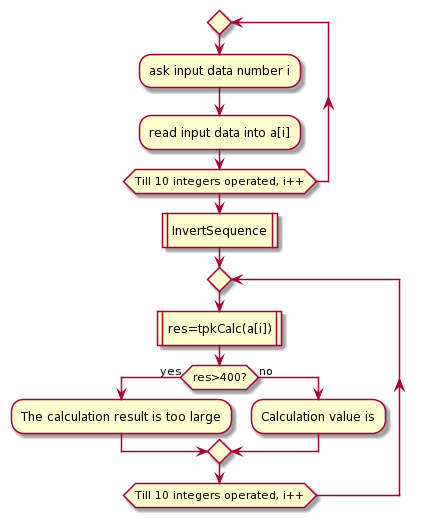 ask input data number i
read input data into a[i]
Till 10 integers operated, i++
InvertSequence
res=tpkCalc(a[i])
yes
res>400?
no
The calculation result is too large
Calculation value is
Till 10 integers operated, i++